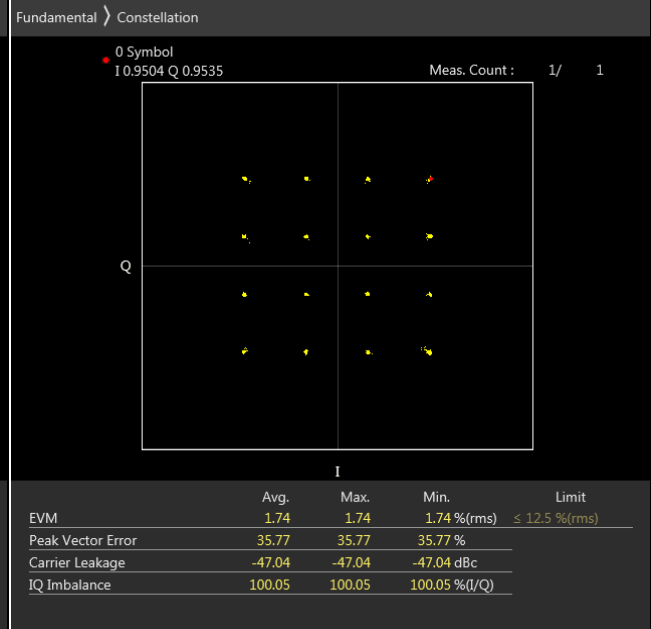 Fundamental 〉 Constellation
0 Symbol
I 0.9504 Q 0.9535
Meas. Count : 1/ 1
Q
I
Avg. Max. Min. Limit
EVM 1.74 1.74 1.74 %(rms) ≤ 12.5 %(rms)
Peak Vector Error 35.77 35.77 35.77 %
Carrier Leakage -47.04 -47.04 -47.04 dBc
IQ Imbalance 100.05 100.05 100.05 %(I/Q)